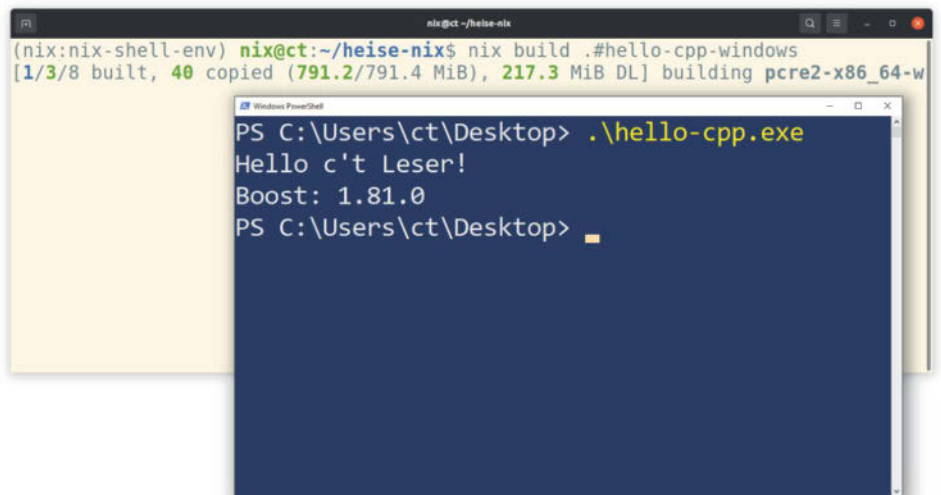 nix@ct ~/heise-nix
(nix:nix-shell-env) nix@ct:~/heise-nix$ nix build .#hello-cpp-windows
[1/3/8 built, 40 copied (791.2/791.4 MiB), 217.3 MiB DL] building pcre2-x86_64-w
Windows PowerShell
PS C:\Users\ct\Desktop> .\hello-cpp.exe
Hello c't Leser!
Boost: 1.81.0
PS C:\Users\ct\Desktop>